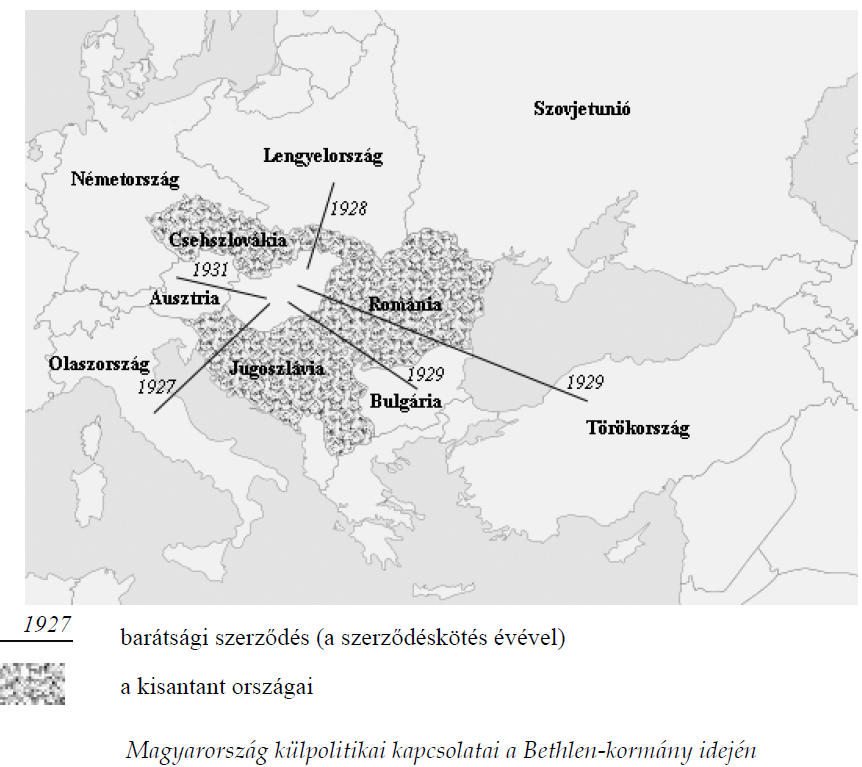 Szovjetunió
Lengyelország
Németország
1928
Csehszlovákia
1931
Ausztria
Románia
Olaszország
Jugoszlávia
1927
1929
1929
Bulgária
Törökország
1927
barátsági szerződés (a szerződéskötés évével)
a kisantant országai
Magyarország külpolitikai kapcsolatai a Bethlen-kormány idején